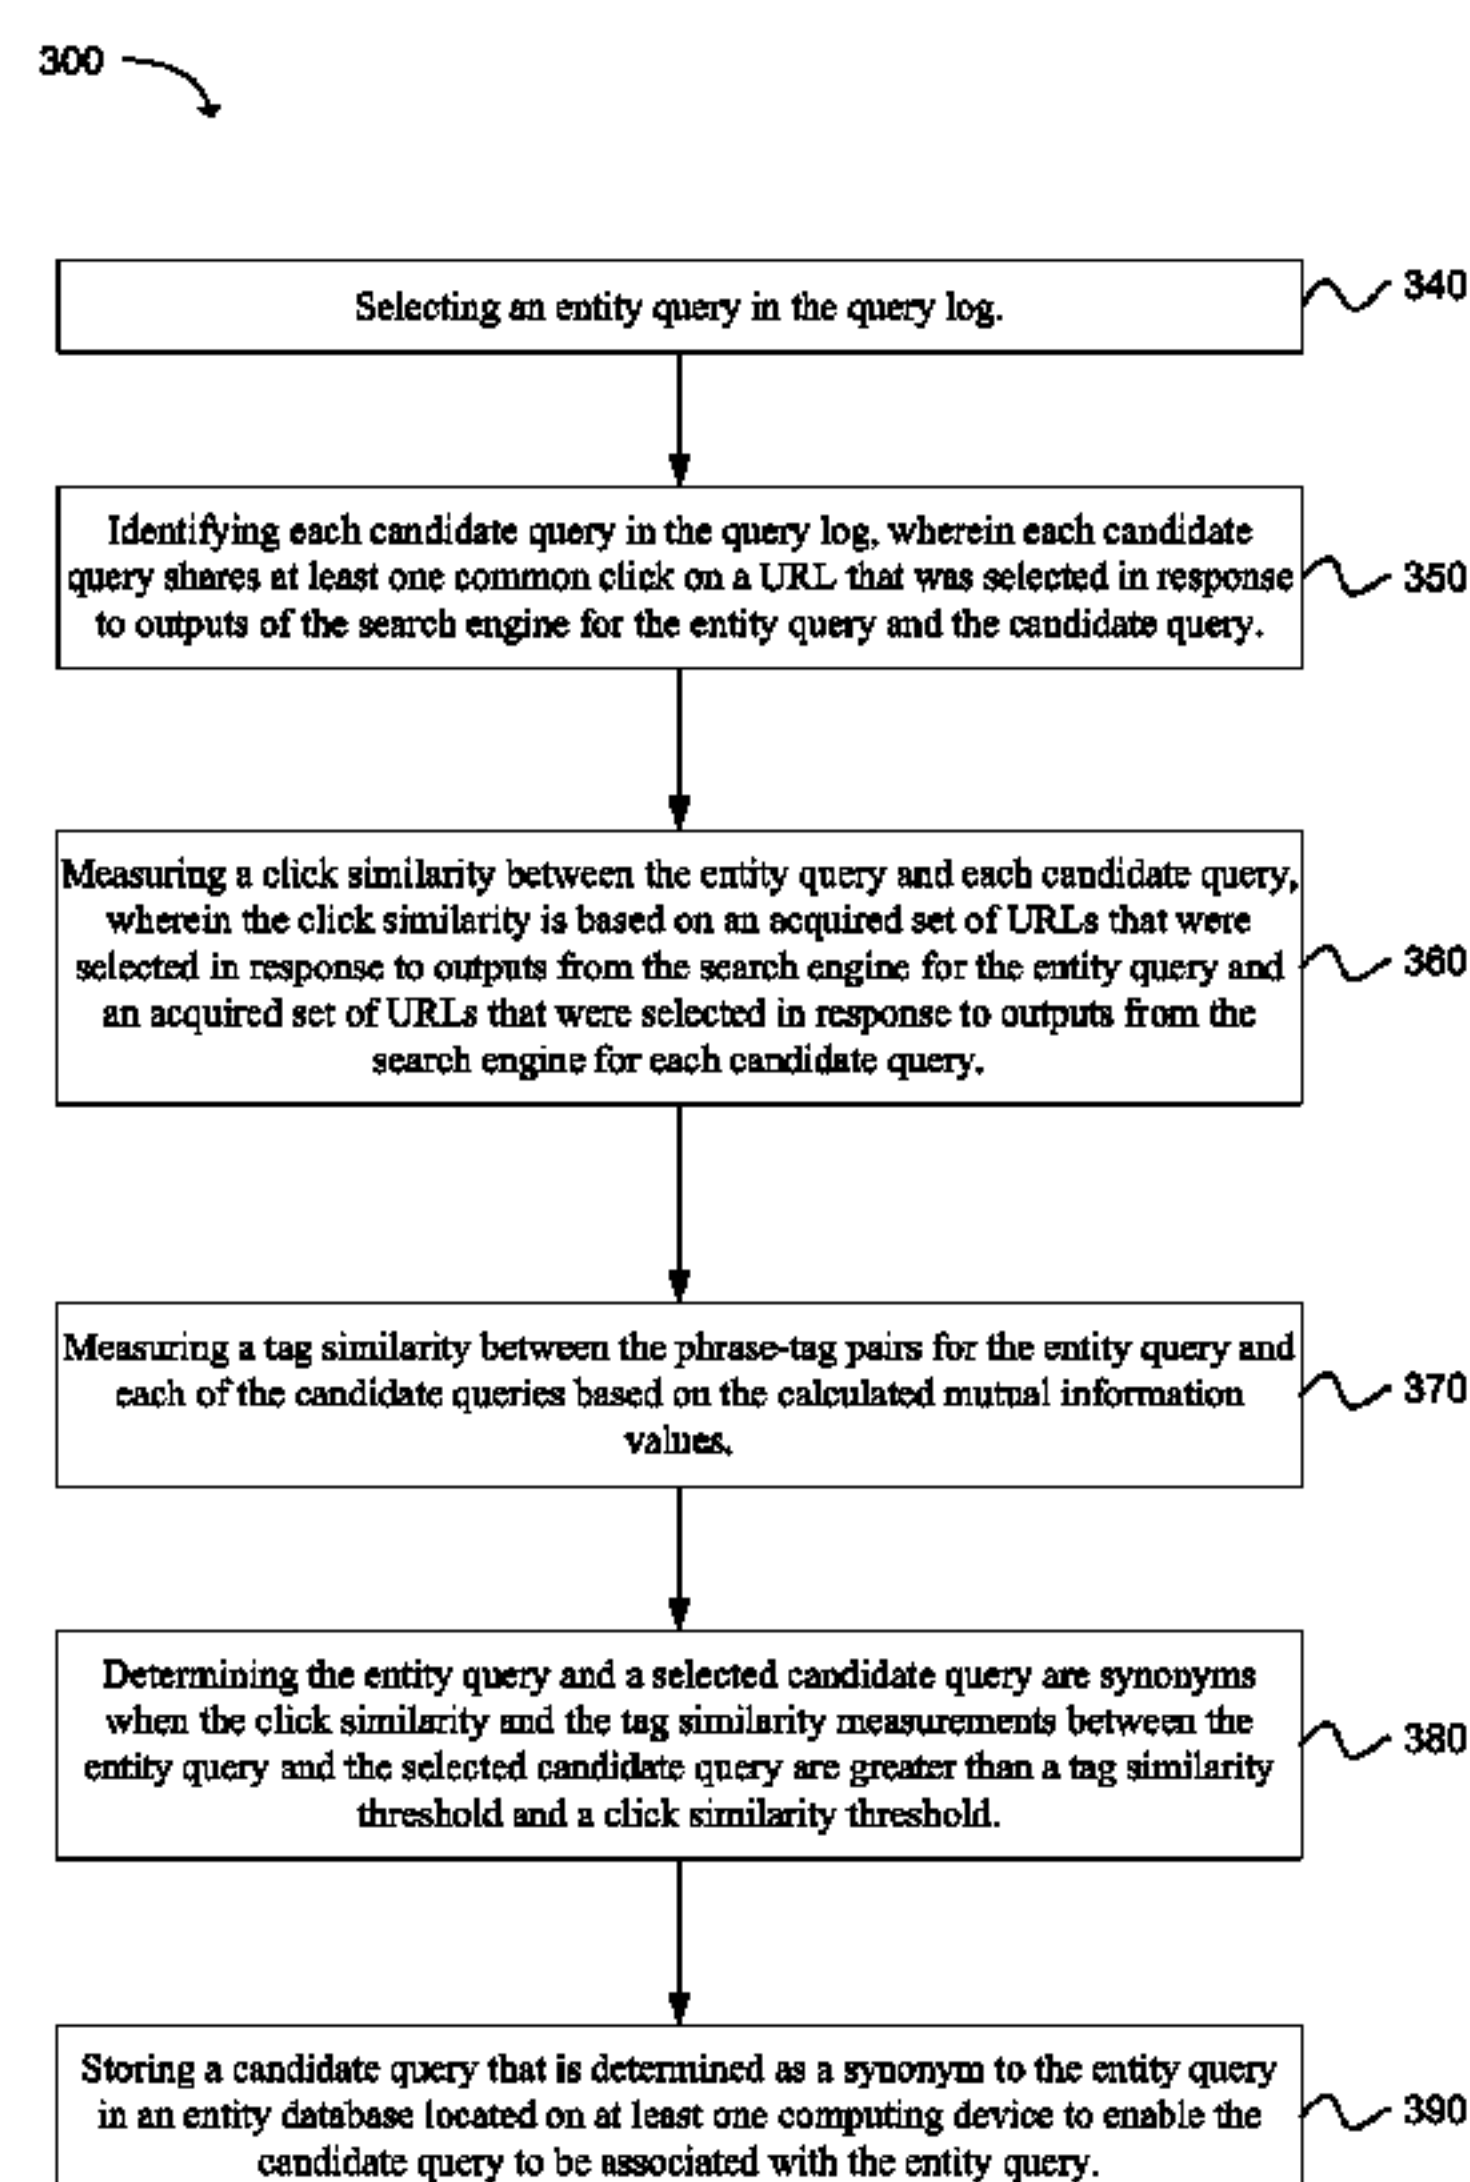 300
Selecting an entity query in the query log.
340
Identifying each candidate query in the query log, wherein each candidate
query shares at least one common click on a URL that was selected in response
to outputs of the search engine for the entity query and the candidate query.
350
Measuring a click similarity between the entity query and each candidate query,
wherein the click similarity is based on an acquired set of URLs that were
selected in response to outputs from the search engine for the entity query and
an acquired set of URLs that were selected in response to outputs from the
search engine for each candidate query.
360
Measuring a tag similarity between the phrase-tag pairs for the entity query and
each of the candidate queries based on the calculated mutual information
values.
370
Determining the entity query and a selected candidate query are synonyms
when the click similarity and the tag similarity measurements between the
entity query and the selected candidate query are greater than a tag similarity
threshold and a click similarity threshold.
380
Storing a candidate query that is determined as a synonym to the entity query
in an entity database located on at least one computing device to enable the
candidate query to be associated with the entity query.
390